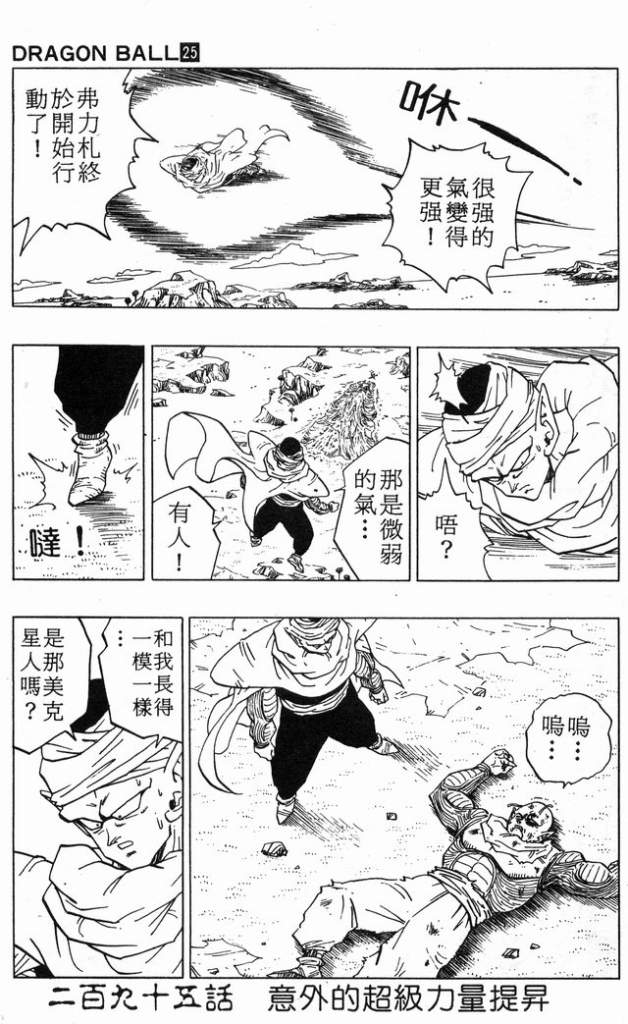 DRAGON BALL 25
咻
很强的
氣變得
更强！
弗力札終
於開始行
動了！
唔？
那是微弱
的氣…
有人！
噠！
嗚…
嗚…
和我長得
一模一樣
…
是那美克
星人嗎？
二百九十五話　意外的超級力量提昇